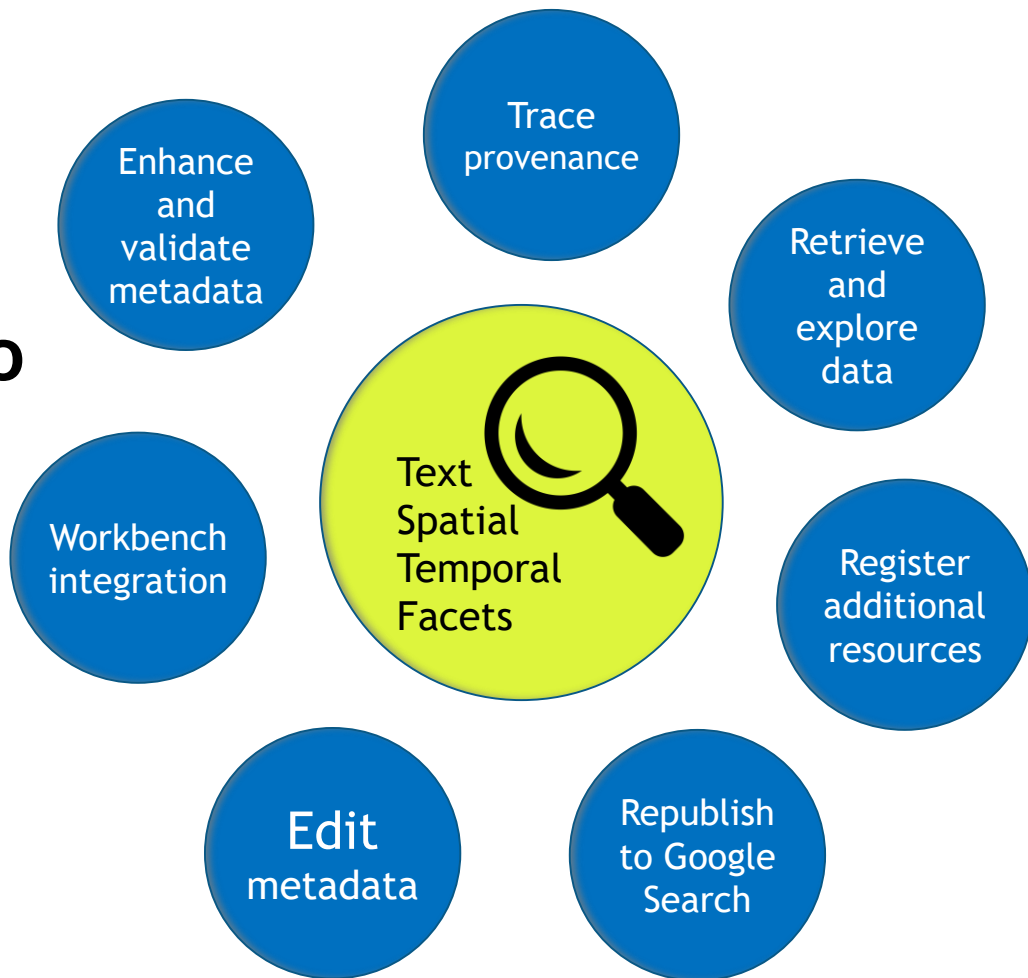 Trace
provenance
Enhance
and
validate
metadata
Retrieve
and
explore
data
o
Text
Spatial
Temporal
Facets
Workbench
integration
Register
additional
resources
Edit
metadata
Republish
to Google
Search